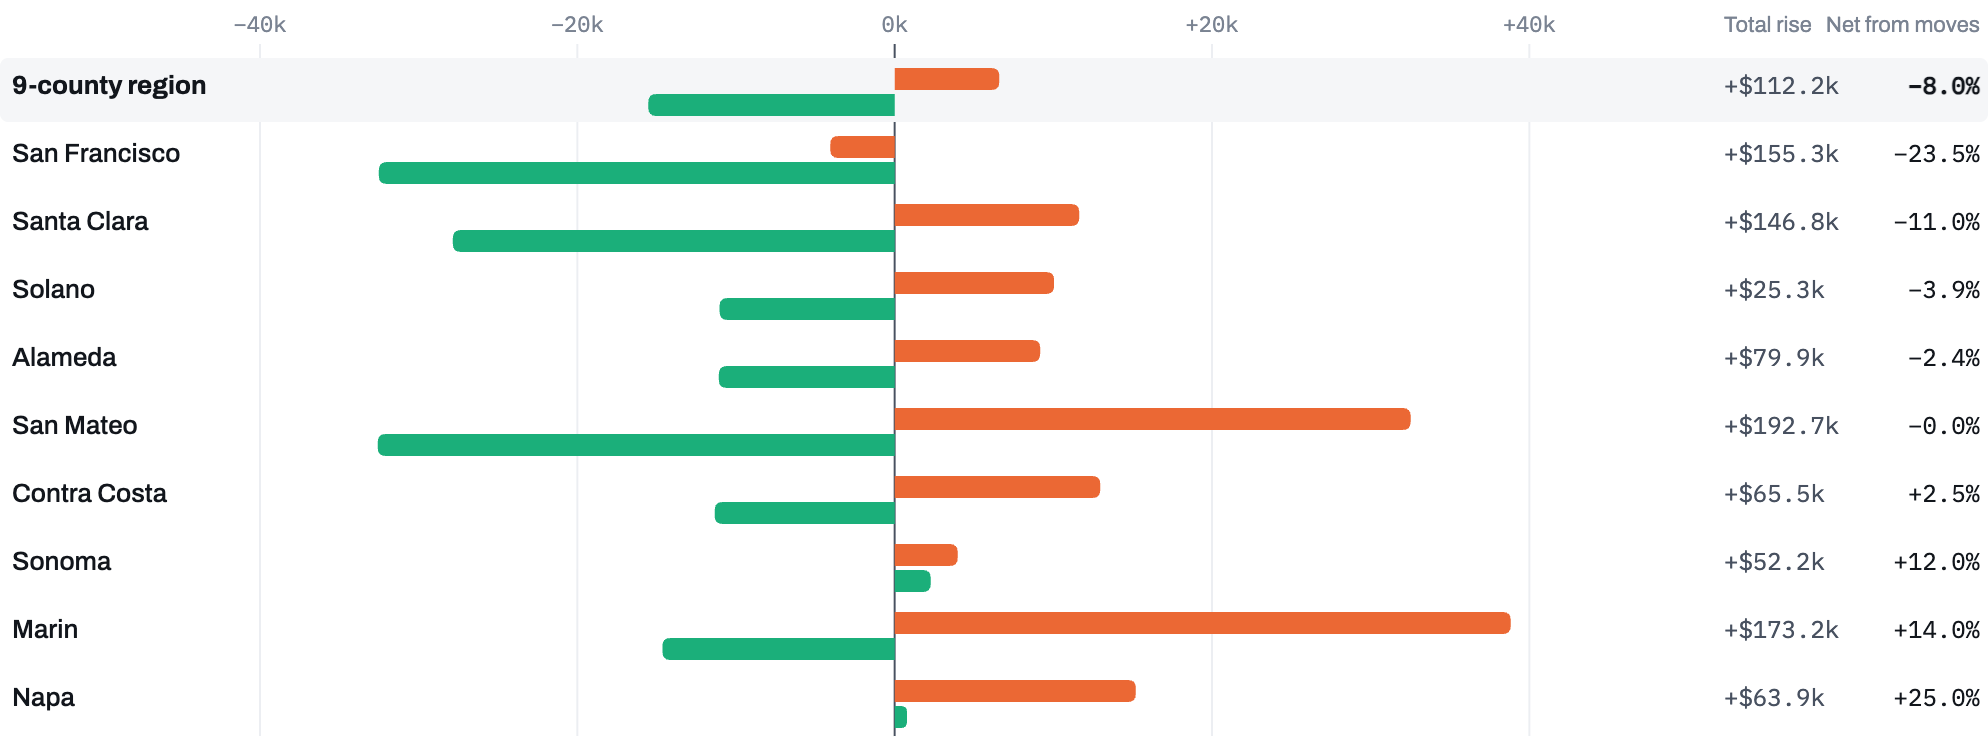 −40k −20k 0k +20k +40k Total rise Net from moves
9-county region +$112.2k −8.0%
San Francisco +$155.3k −23.5%
Santa Clara +$146.8k −11.0%
Solano +$25.3k −3.9%
Alameda +$79.9k −2.4%
San Mateo +$192.7k −0.0%
Contra Costa +$65.5k +2.5%
Sonoma +$52.2k +12.0%
Marin +$173.2k +14.0%
Napa +$63.9k +25.0%